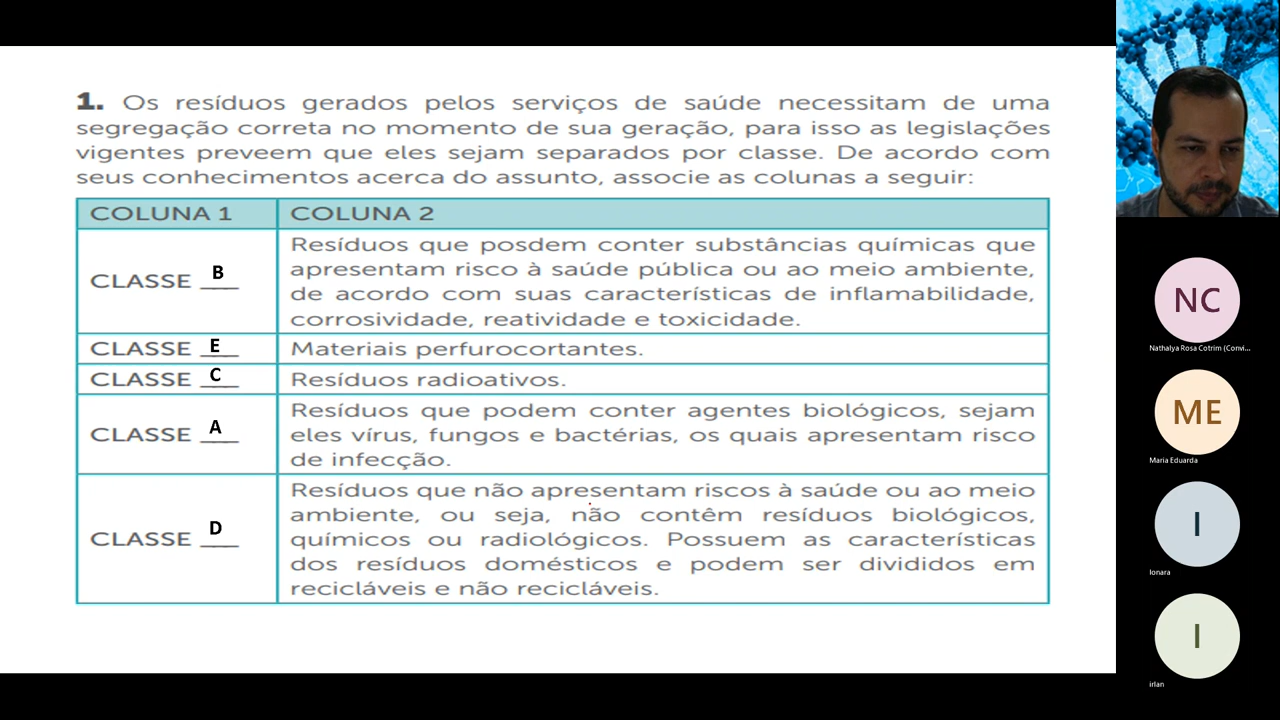 1. Os resíduos gerados pelos serviços de saúde necessitam de uma
segregação correta no momento de sua geração, para isso as legislações
vigentes preveem que eles sejam separados por classe. De acordo com
seus conhecimentos acerca do assunto, associe as colunas a seguir:
COLUNA 1 COLUNA 2
CLASSE B
Resíduos que posdem conter substâncias químicas que
apresentam risco à saúde pública ou ao meio ambiente,
de acordo com suas características de inflamabilidade,
corrosividade, reatividade e toxicidade.
CLASSE E Materiais perfurocortantes.
CLASSE C Resíduos radioativos.
CLASSE A
Resíduos que podem conter agentes biológicos, sejam
eles vírus, fungos e bactérias, os quais apresentam risco
de infecção.
CLASSE D
Resíduos que não apresentam riscos à saúde ou ao meio
ambiente, ou seja, não contêm resíduos biológicos,
químicos ou radiológicos. Possuem as características
dos resíduos domésticos e podem ser divididos em
recicláveis e não recicláveis.
NC
Nathalya Rosa Cotrim (Convi...
ME
Maria Eduarda
I
Ionara
I
irlan